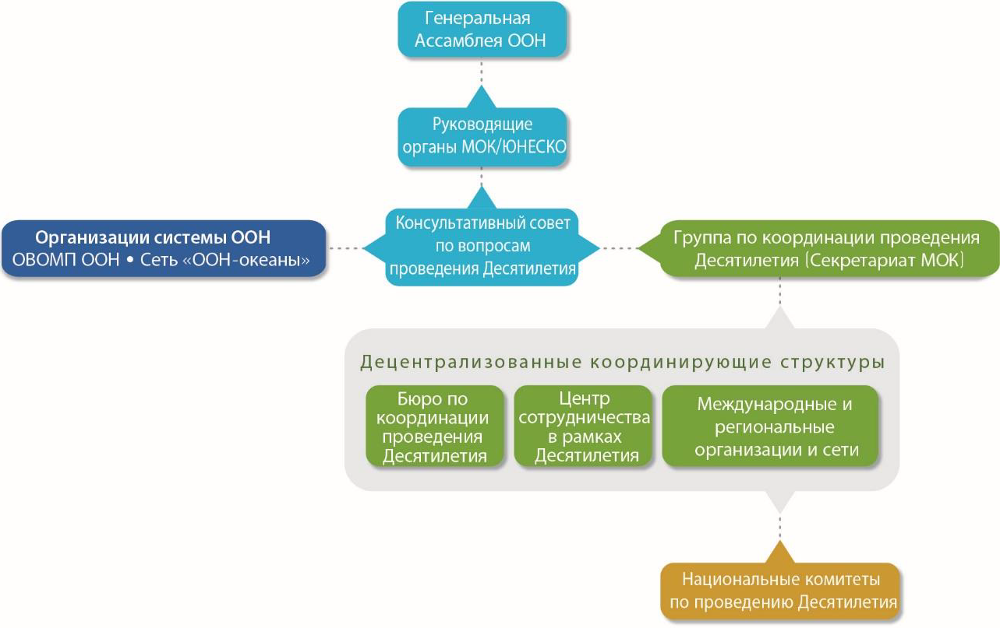 Генеральная
Ассамблея ООН
Руководящие
органы МОК/ЮНЕСКО
Организации системы ООН
ОВОМП ООН • Сеть «ООН-океаны»
Консультативный совет
по вопросам
проведения Десятилетия
Группа по координации проведения
Десятилетия (Секретариат МОК)
Децентрализованные координирующие структуры
Бюро по
координации
проведения
Десятилетия
Центр
сотрудничества
в рамках
Десятилетия
Международные и
региональные
организации и сети
Национальные комитеты
по проведению Десятилетия